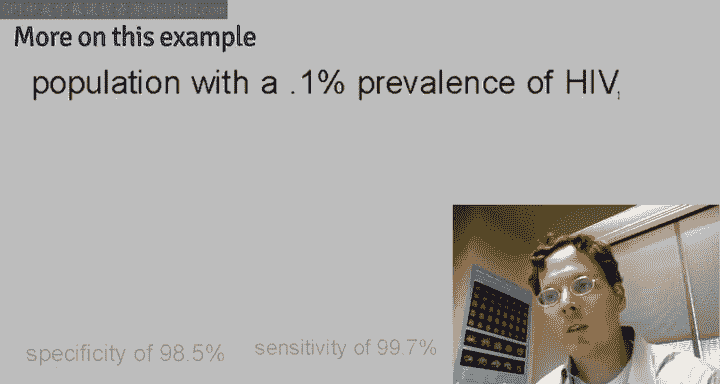 More on this example
population with a .1% prevalence of HIV,
specificity of 98.5% sensitivity of 99.7%